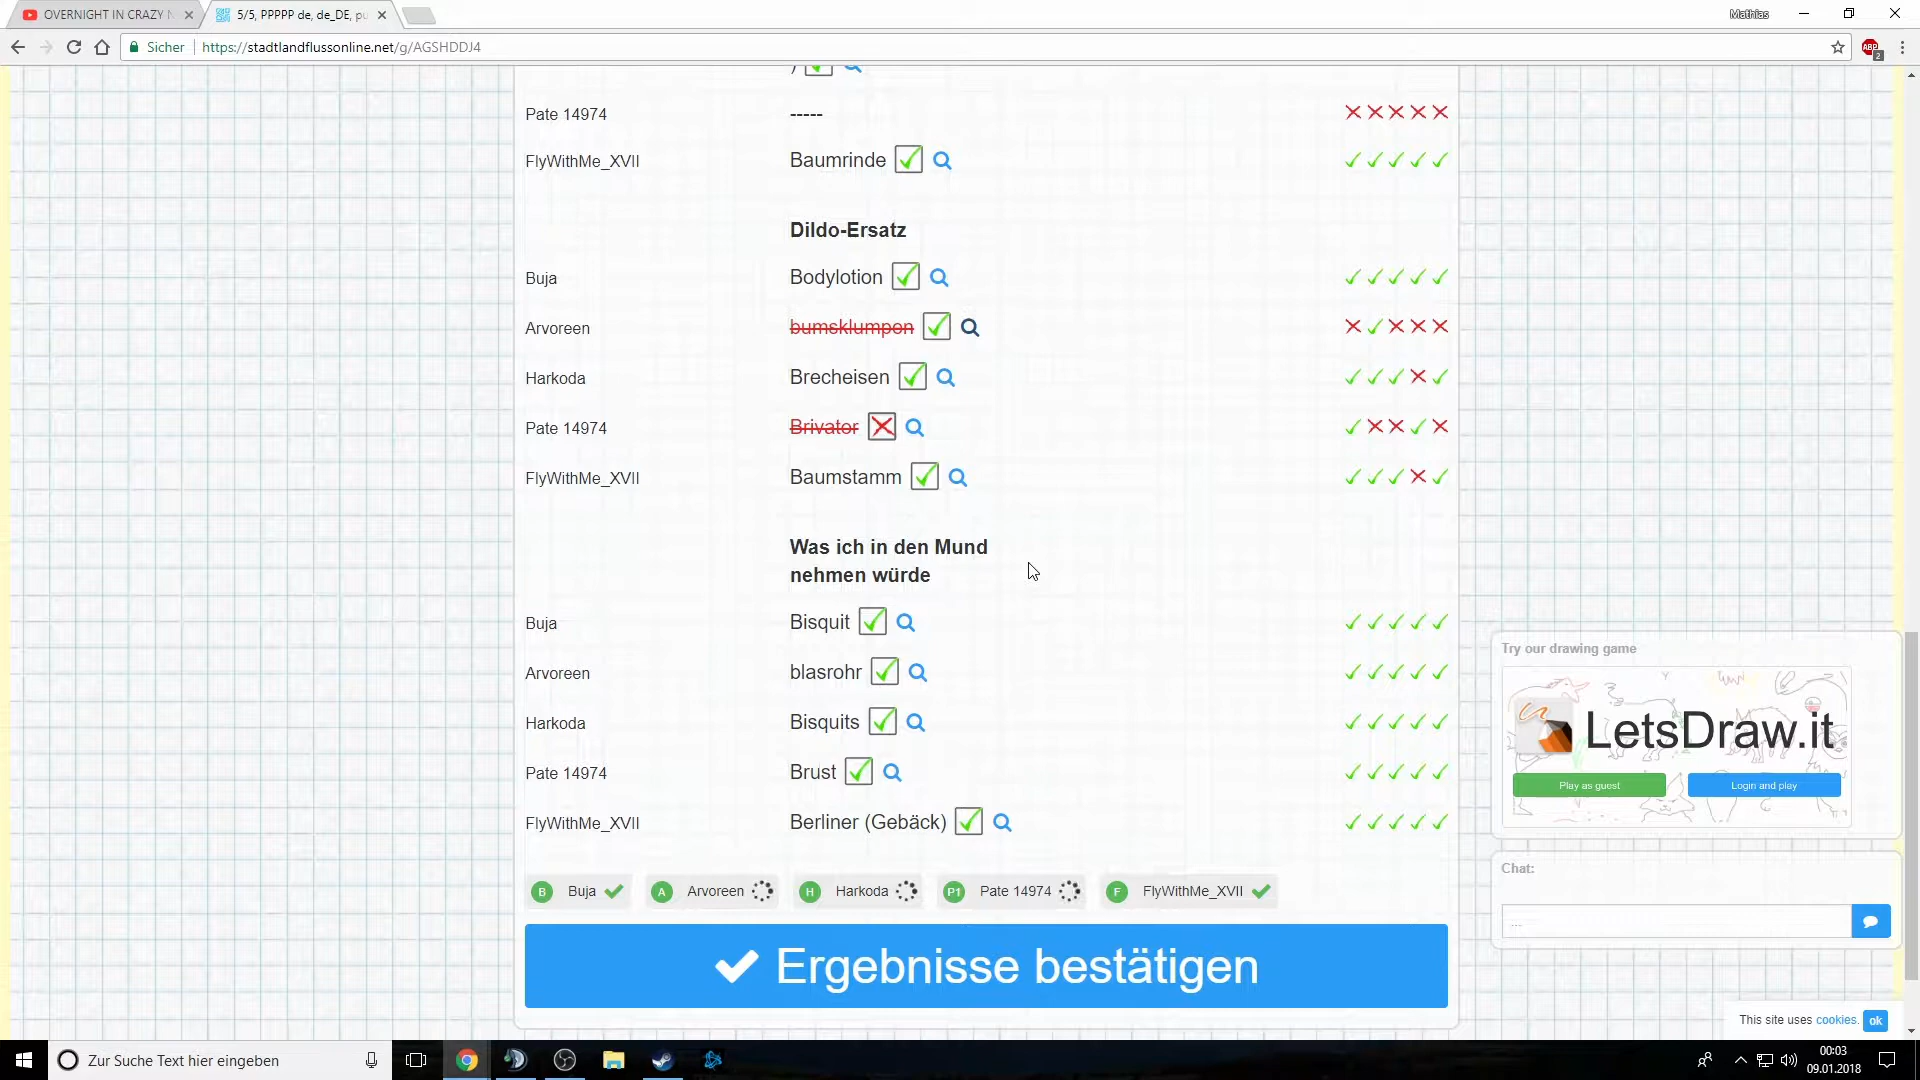 OVERNIGHT IN CRAZY
5/5, PPPPP de, de_DE, pu
Mathias
Sicher
https://stadtlandflussonline.net/g/AGSHDDJ4
ABP
2
Pate 14974
-----
FlyWithMe_XVII
Baumrinde
Dildo-Ersatz
Buja
Bodylotion
Arvoreen
bumsklumpen
Harkoda
Brecheisen
Pate 14974
Brivator
FlyWithMe_XVII
Baumstamm
Was ich in den Mund
nehmen würde
Buja
Bisquit
Arvoreen
blasrohr
Harkoda
Bisquits
Pate 14974
Brust
FlyWithMe_XVII
Berliner (Gebäck)
B Buja
A Arvoreen
H Harkoda
P1 Pate 14974
F FlyWithMe_XVII
Ergebnisse bestätigen
Try our drawing game
LetsDraw.it
Play as guest
Login and play
Chat:
...
This site uses cookies.
ok
Zur Suche Text hier eingeben
00:03
09.01.2018